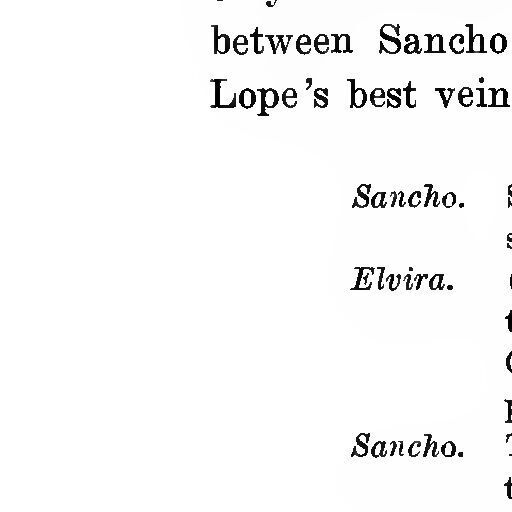 between Sancho
Lope's best vein
Sancho.
Elvira.
Sancho.